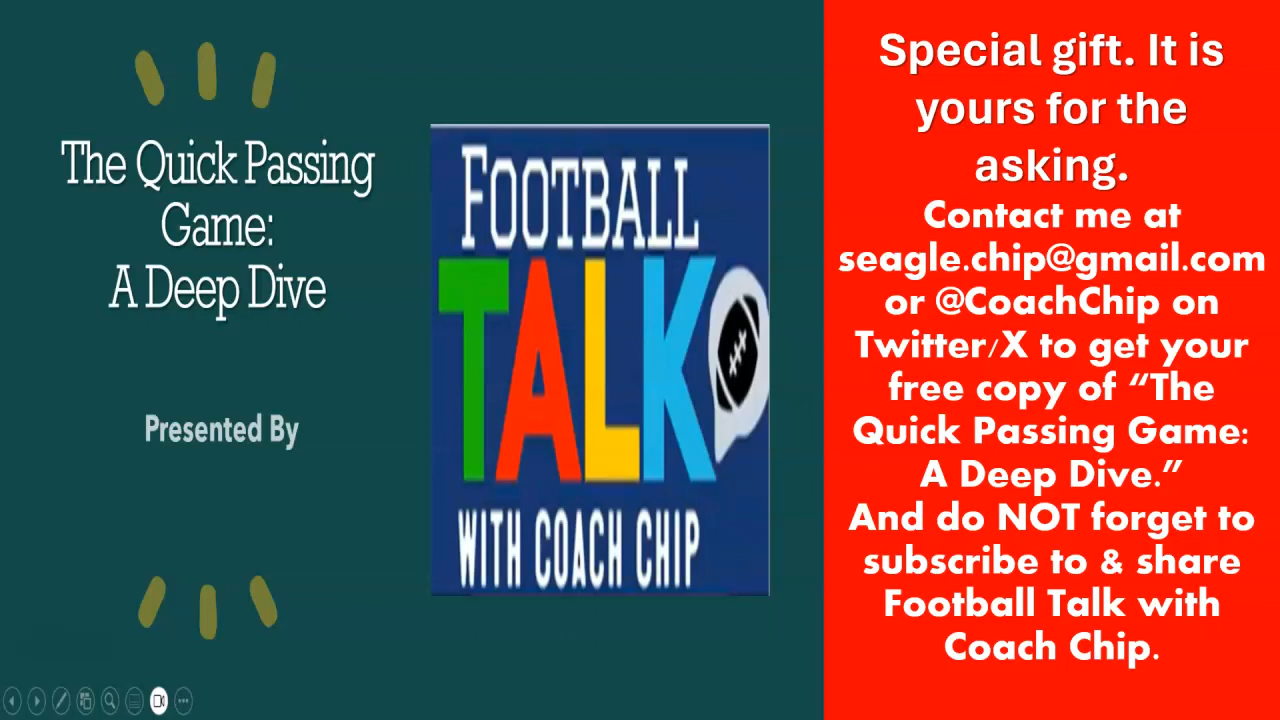 The Quick Passing
Game:
A Deep Dive
Presented By
FOOTBALL
TALK
WITH COACH CHIP
Special gift. It is
yours for the
asking.
Contact me at
seagle.chip@gmail.com
or @CoachChip on
Twitter/X to get your
free copy of “The
Quick Passing Game:
A Deep Dive.”
And do NOT forget to
subscribe to & share
Football Talk with
Coach Chip.